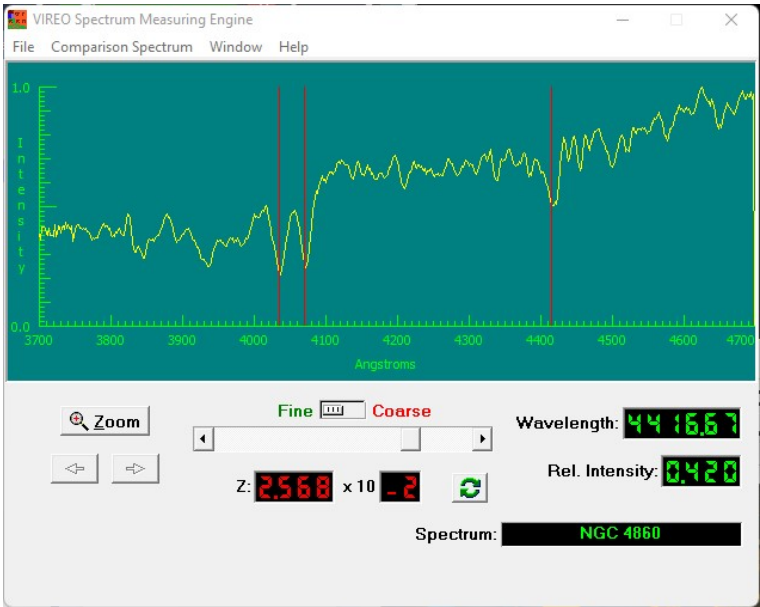 VIREO Spectrum Measuring Engine
File Comparison Spectrum Window Help
1.0
Intensity
0.0
3700 3800 3900 4000 4100 4200 4300 4400 4500 4600 4700
Angstroms
Zoom
Fine Coarse
Wavelength: 4416.67
Z: 2.568 x 10 -2
Rel. Intensity: 0.420
Spectrum: NGC 4860